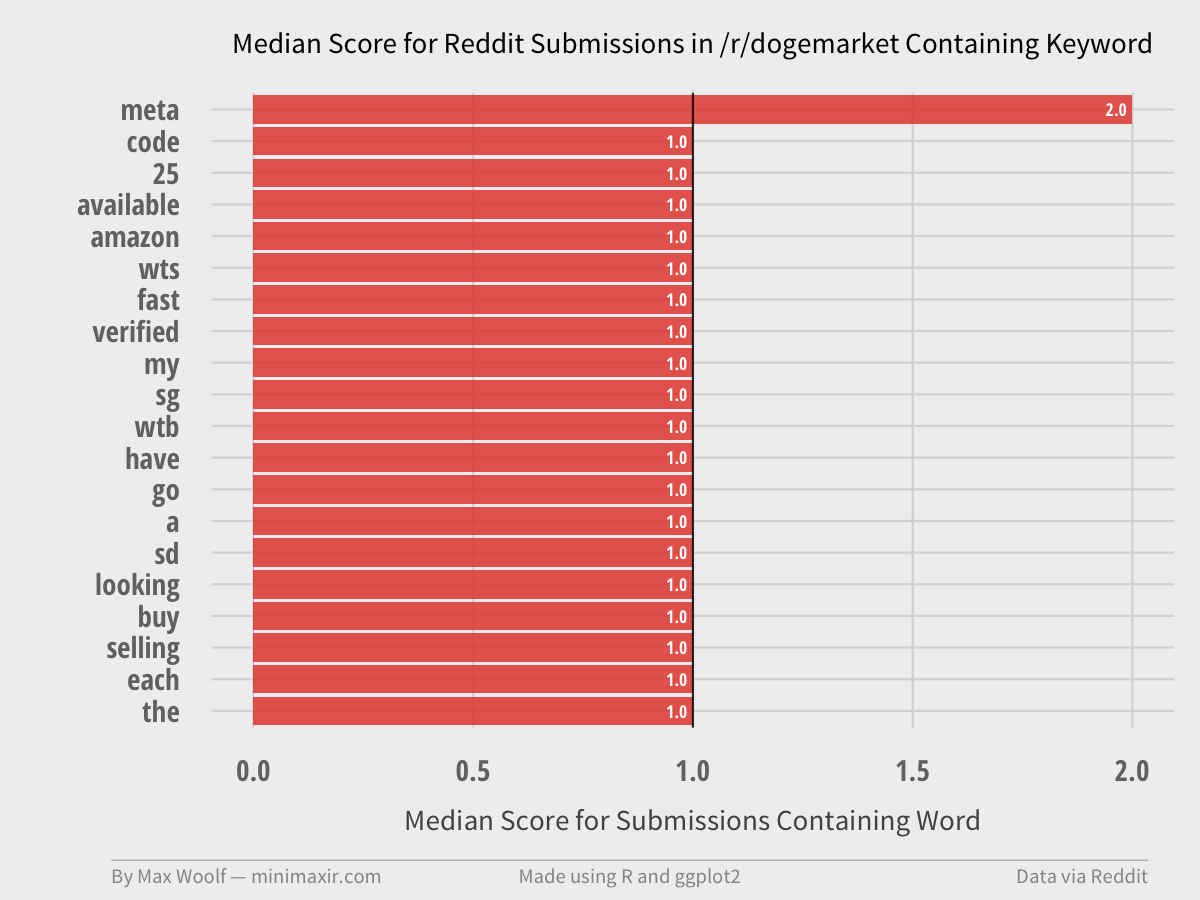 Median Score for Reddit Submissions in /r/dogemarket Containing Keyword
meta 2.0
code 1.0
25 1.0
available 1.0
amazon 1.0
wts 1.0
fast 1.0
verified 1.0
my 1.0
sg 1.0
wtb 1.0
have 1.0
go 1.0
a 1.0
sd 1.0
looking 1.0
buy 1.0
selling 1.0
each 1.0
the 1.0
0.0 0.5 1.0 1.5 2.0
Median Score for Submissions Containing Word
By Max Woolf — minimaxir.com Made using R and ggplot2 Data via Reddit